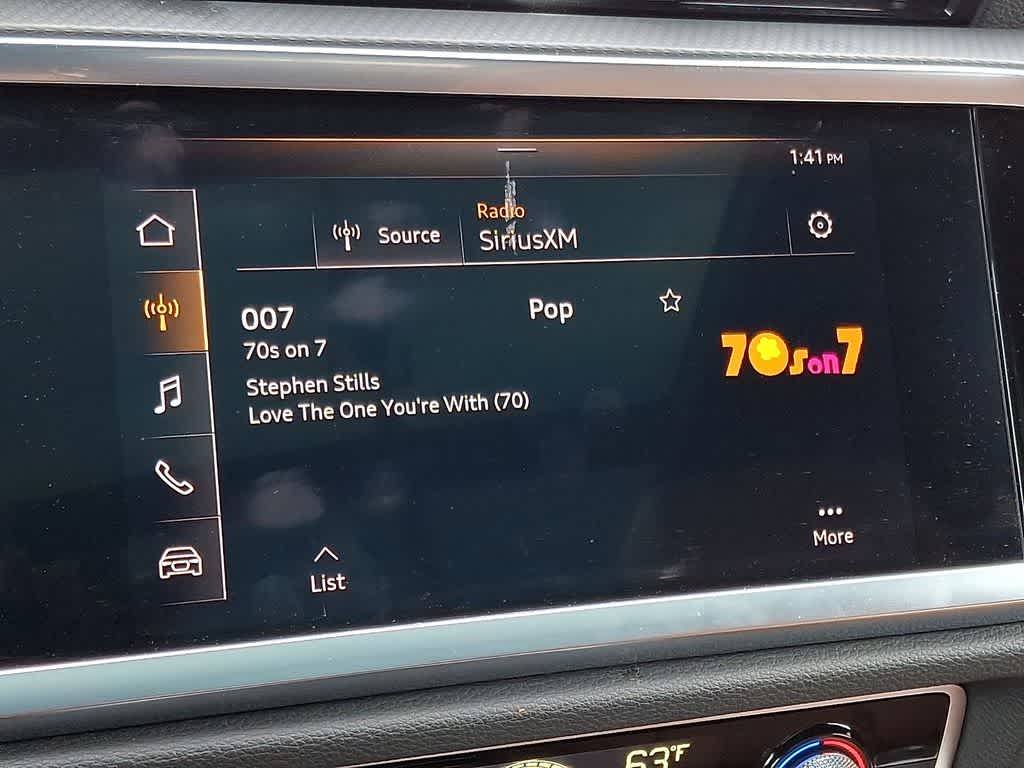 1:41 PM
Radio
Source
SiriusXM
007
Pop
70s on 7
70s on 7
Stephen Stills
Love The One You're With (70)
More
List
63°F